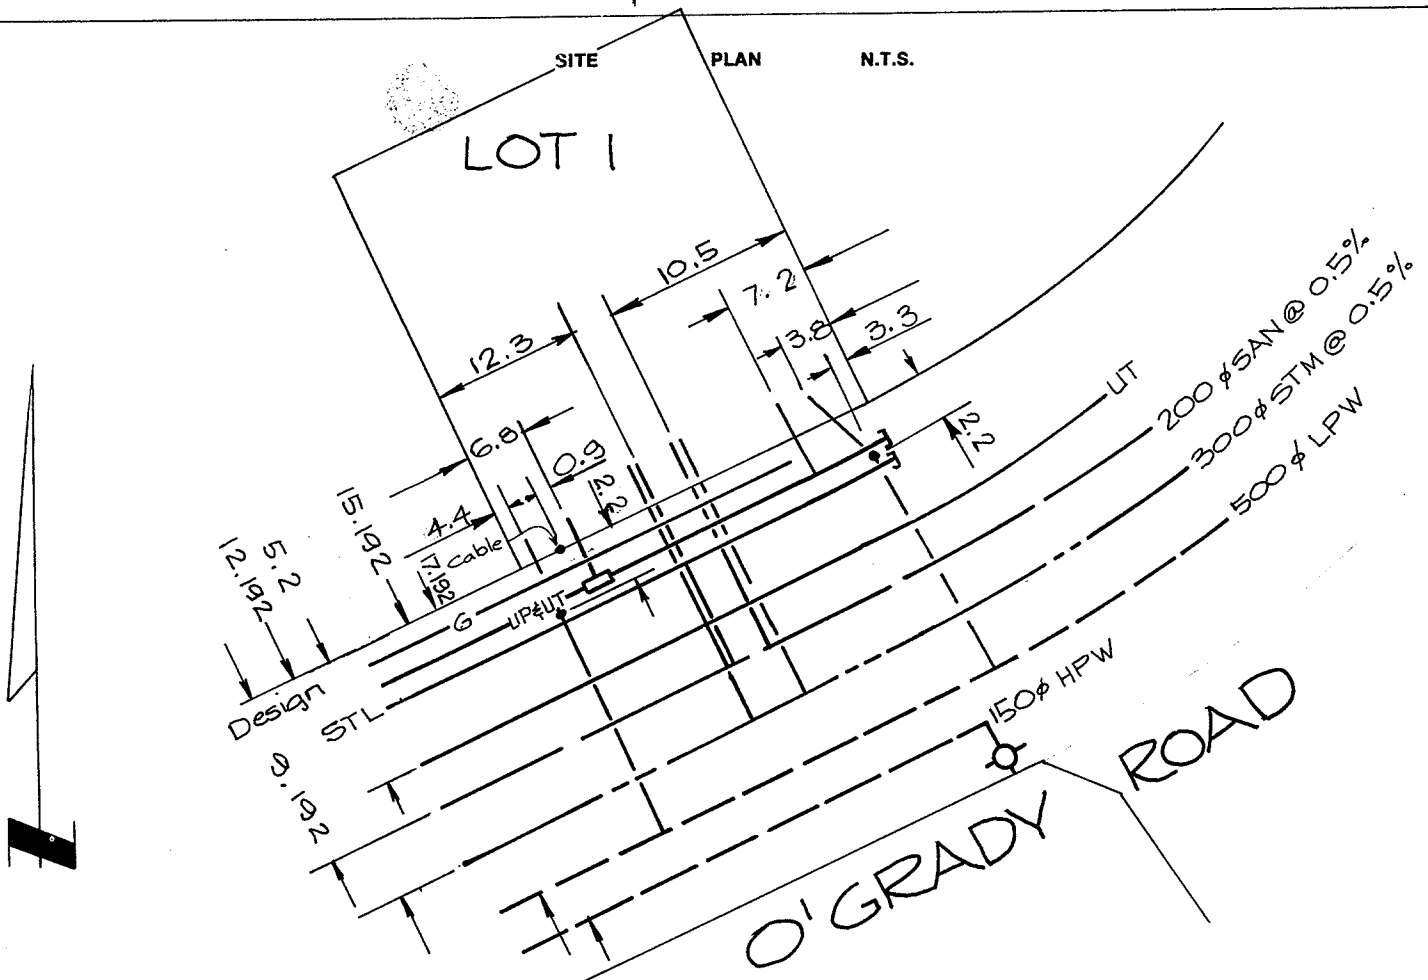 SITE PLAN N.T.S.
LOT 1
10.5
7.2
12.3
3.8
3.3
6.8
0.9
2.2
2.2
4.4
cable
15.192
17.192
5.2
12.192
G
UP&UT
Design
STL
9.192
UT
200 ø SAN @ 0.5%
300 ø STM @ 0.5%
500 ø LPW
150ø HPW
O'GRADY ROAD